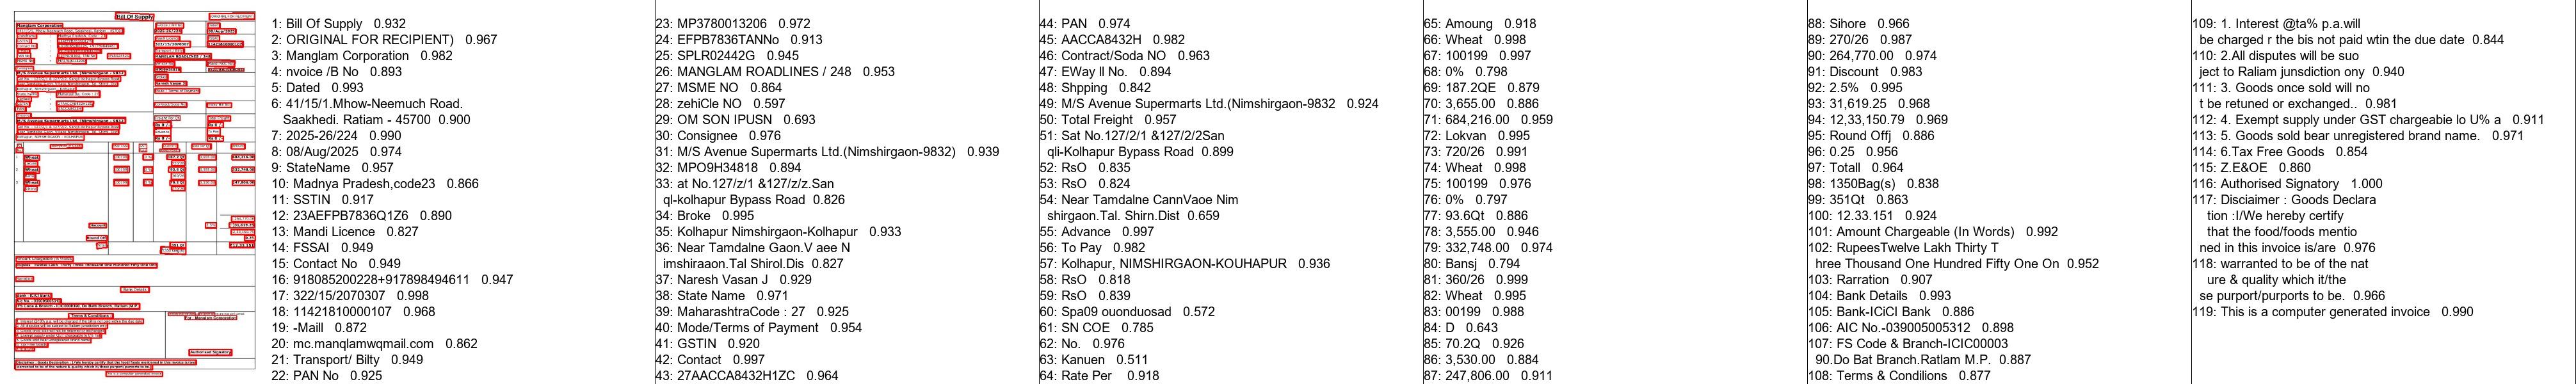 Bill Of Supply
1: Bill Of Supply 0.932
2: ORIGINAL FOR RECIPIENT) 0.967
3: Manglam Corporation 0.982
4: nvoice /B No 0.893
5: Dated 0.993
6: 41/15/1.Mhow-Neemuch Road.
Saakhedi. Ratiam - 45700 0.900
7: 2025-26/224 0.990
8: 08/Aug/2025 0.974
9: StateName 0.957
10: Madnya Pradesh,code23 0.866
11: SSTIN 0.917
12: 23AEFPB7836Q1Z6 0.890
13: Mandi Licence 0.827
14: FSSAI 0.949
15: Contact No 0.949
16: 918085200228+917898494611 0.947
17: 322/15/2070307 0.998
18: 11421810000107 0.968
19: -Maill 0.872
20: mc.manqlamwqmail.com 0.862
21: Transport/ Bilty 0.949
22: PAN No 0.925
23: MP3780013206 0.972
24: EFPB7836TANNo 0.913
25: SPLR02442G 0.945
26: MANGLAM ROADLINES / 248 0.953
27: MSME NO 0.864
28: zehiCle NO 0.597
29: OM SON IPUSN 0.693
30: Consignee 0.976
31: M/S Avenue Supermarts Ltd.(Nimshirgaon-9832) 0.939
32: MPO9H34818 0.894
33: at No.127/z/1 &127/z/z.San
ql-kolhapur Bypass Road 0.826
34: Broke 0.995
35: Kolhapur Nimshirgaon-Kolhapur 0.933
36: Near Tamdalne Gaon.V aee N
imshiraaon.Tal Shirol.Dis 0.827
37: Naresh Vasan J 0.929
38: State Name 0.971
39: MaharashtraCode : 27 0.925
40: Mode/Terms of Payment 0.954
41: GSTIN 0.920
42: Contact 0.997
43: 27AACCA8432H1ZC 0.964
44: PAN 0.974
45: AACCA8432H 0.982
46: Contract/Soda NO 0.963
47: EWay ll No. 0.894
48: Shpping 0.842
49: M/S Avenue Supermarts Ltd.(Nimshirgaon-9832 0.924
50: Total Freight 0.957
51: Sat No.127/2/1 &127/2/2San
qli-Kolhapur Bypass Road 0.899
52: RsO 0.835
53: RsO 0.824
54: Near Tamdalne CannVaoe Nim
shirgaon.Tal. Shirn.Dist 0.659
55: Advance 0.997
56: To Pay 0.982
57: Kolhapur, NIMSHIRGAON-KOUHAPUR 0.936
58: RsO 0.818
59: RsO 0.839
60: Spa09 ouonduosad 0.572
61: SN COE 0.785
62: No. 0.976
63: Kanuen 0.511
64: Rate Per 0.918
65: Amoung 0.918
66: Wheat 0.998
67: 100199 0.997
68: 0% 0.798
69: 187.2QE 0.879
70: 3,655.00 0.886
71: 684,216.00 0.959
72: Lokvan 0.995
73: 720/26 0.991
74: Wheat 0.998
75: 100199 0.976
76: 0% 0.797
77: 93.6Qt 0.886
78: 3,555.00 0.946
79: 332,748.00 0.974
80: Bansj 0.794
81: 360/26 0.999
82: Wheat 0.995
83: 00199 0.988
84: D 0.643
85: 70.2Q 0.926
86: 3,530.00 0.884
87: 247,806.00 0.911
88: Sihore 0.966
89: 270/26 0.987
90: 264,770.00 0.974
91: Discount 0.983
92: 2.5% 0.995
93: 31,619.25 0.968
94: 12,33,150.79 0.969
95: Round Offj 0.886
96: 0.25 0.956
97: Totall 0.964
98: 1350Bag(s) 0.838
99: 351Qt 0.863
100: 12.33.151 0.924
101: Amount Chargeable (In Words) 0.992
102: RupeesTwelve Lakh Thirty T
hree Thousand One Hundred Fifty One On 0.952
103: Rarration 0.907
104: Bank Details 0.993
105: Bank-ICiCI Bank 0.886
106: AIC No.-039005005312 0.898
107: FS Code & Branch-ICIC00003
90.Do Bat Branch.Ratlam M.P. 0.887
108: Terms & Condilions 0.877
109: 1. Interest @ta% p.a.will
be charged r the bis not paid wtin the due date 0.844
110: 2.All disputes will be suo
ject to Raliam junsdiction ony 0.940
111: 3. Goods once sold will no
t be retuned or exchanged.. 0.981
112: 4. Exempt supply under GST chargeabie lo U% a 0.911
113: 5. Goods sold bear unregistered brand name. 0.971
114: 6.Tax Free Goods 0.854
115: Z.E&OE 0.860
116: Authorised Signatory 1.000
117: Disciaimer : Goods Declara
tion :I/We hereby certify
that the food/foods mentio
ned in this invoice is/are 0.976
118: warranted to be of the nat
ure & quality which it/the
se purport/purports to be. 0.966
119: This is a computer generated invoice 0.990